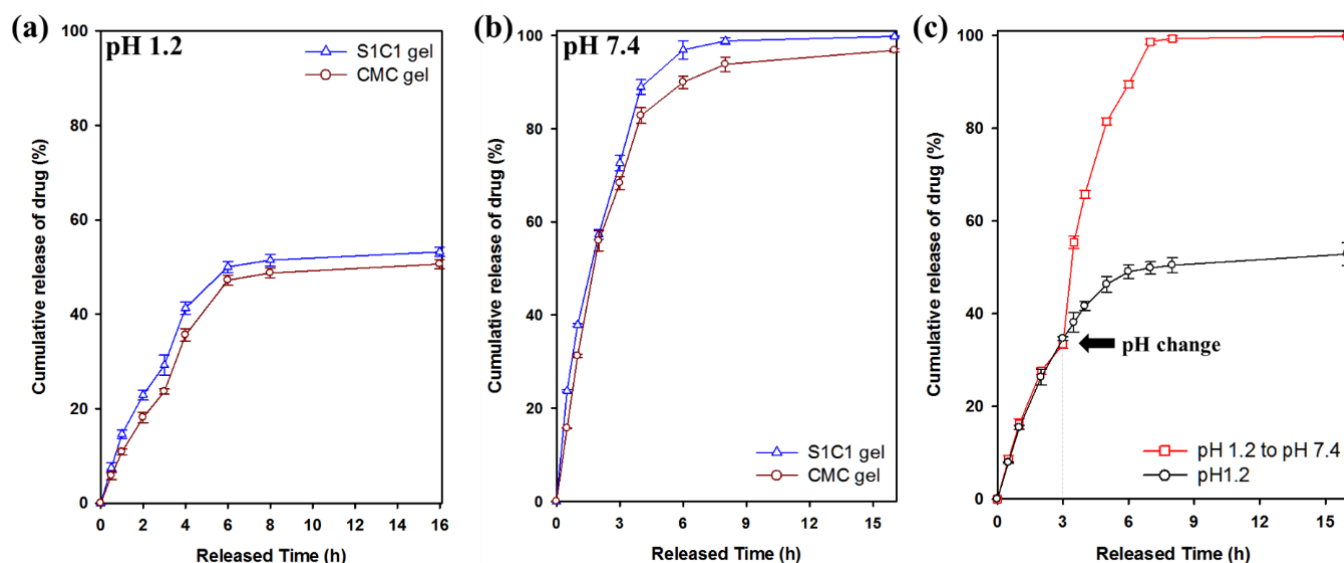 (a)
pH 1.2
S1C1 gel
CMC gel
100
80
60
40
20
0
0 2 4 6 8 10 12 14 16
Cumulative release of drug (%)
Released Time (h)
(b)
pH 7.4
100
80
60
40
20
0
S1C1 gel
CMC gel
0 3 6 9 12 15
Cumulative release of drug (%)
Released Time (h)
(c)
100
80
60
40
20
0
pH change
pH 1.2 to pH 7.4
pH1.2
0 3 6 9 12 15
Cumulative release of drug (%)
Released Time (h)